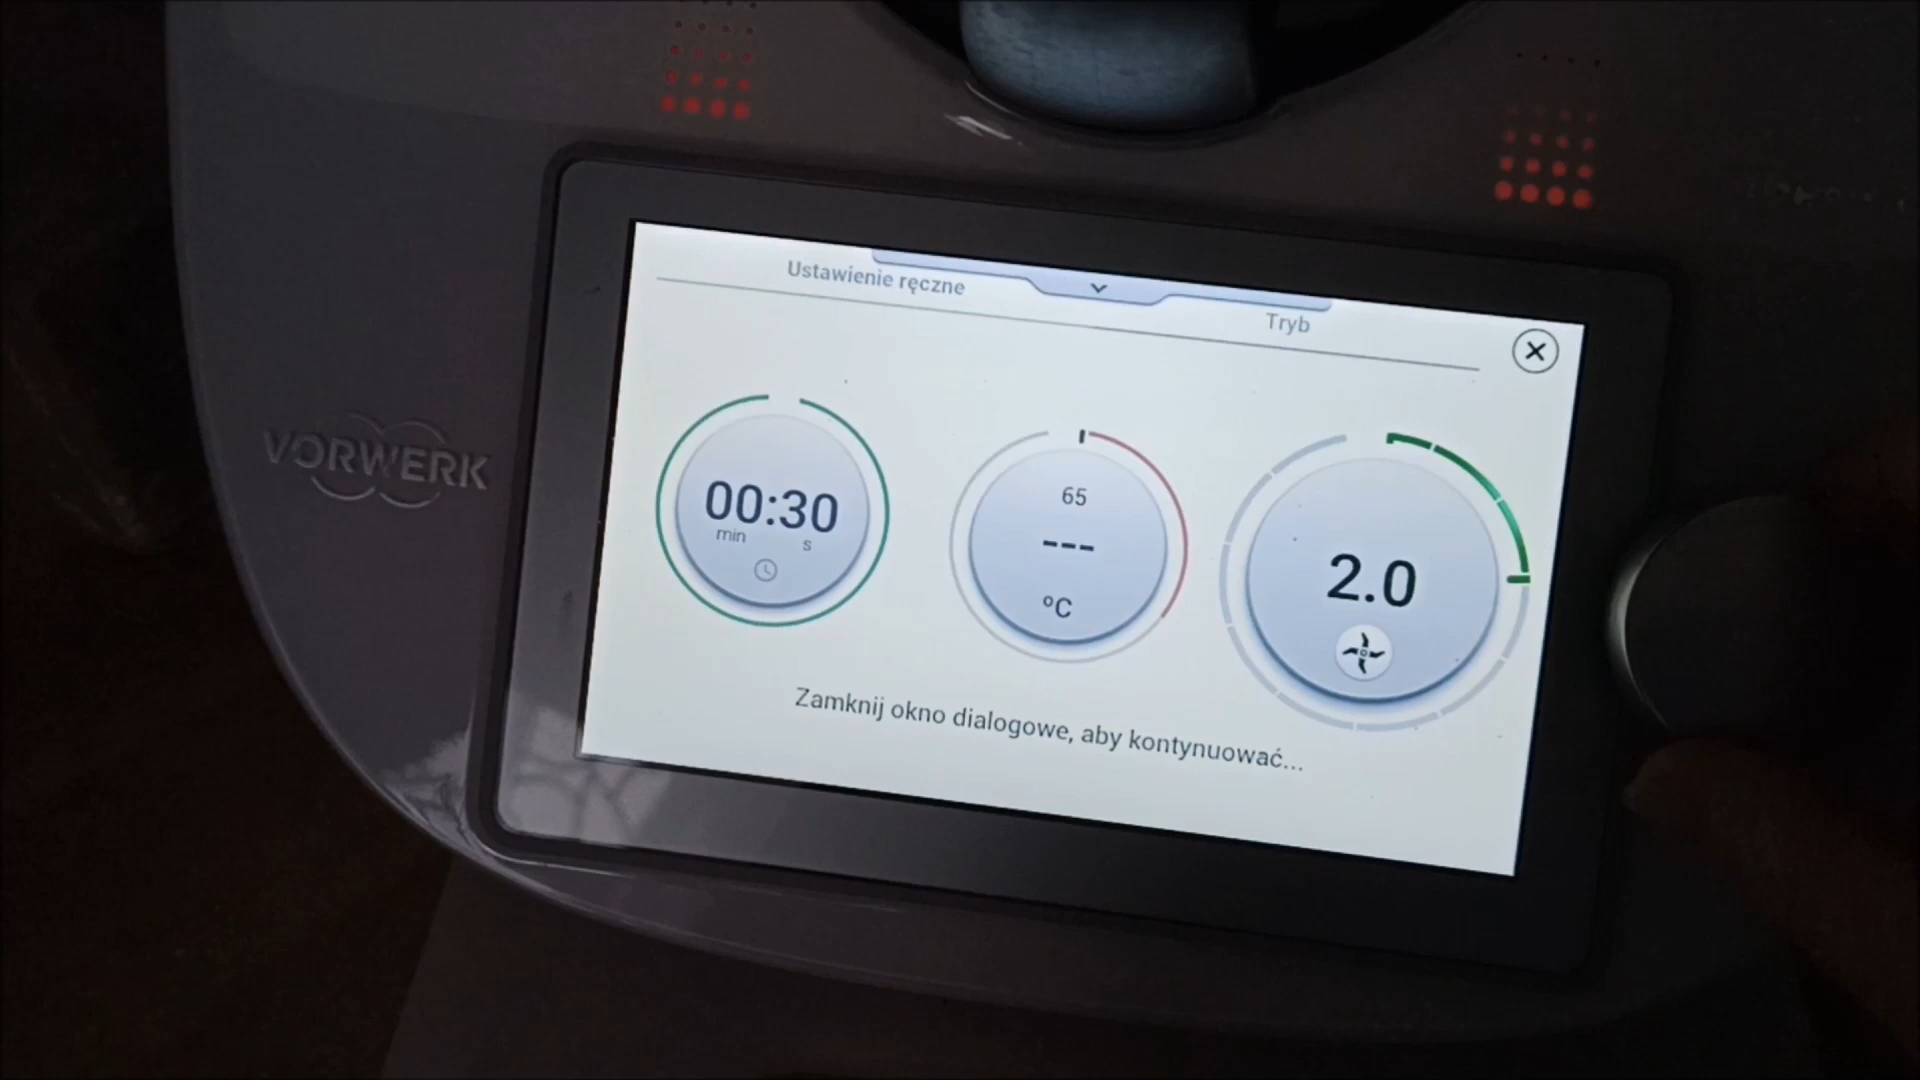 VORWERK
Ustawienie ręczne
Tryb
00:30
min s
65
---
°C
2.0
Zamknij okno dialogowe, aby kontynuować...